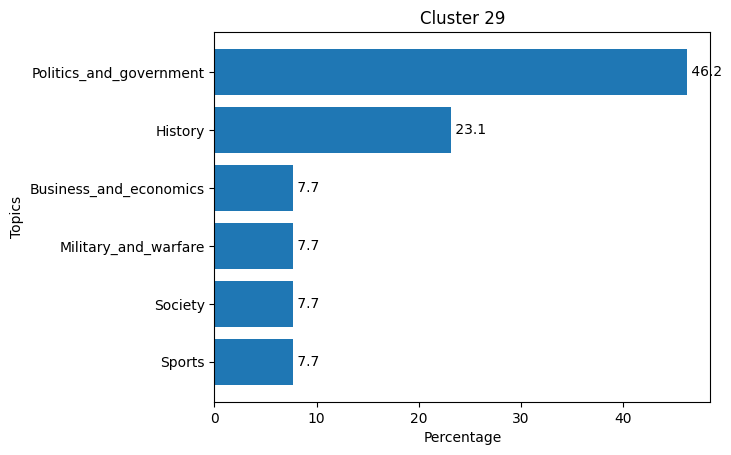 Cluster 29
Politics_and_government 46.2
History 23.1
Business_and_economics 7.7
Military_and_warfare 7.7
Society 7.7
Sports 7.7
Topics
0 10 20 30 40
Percentage